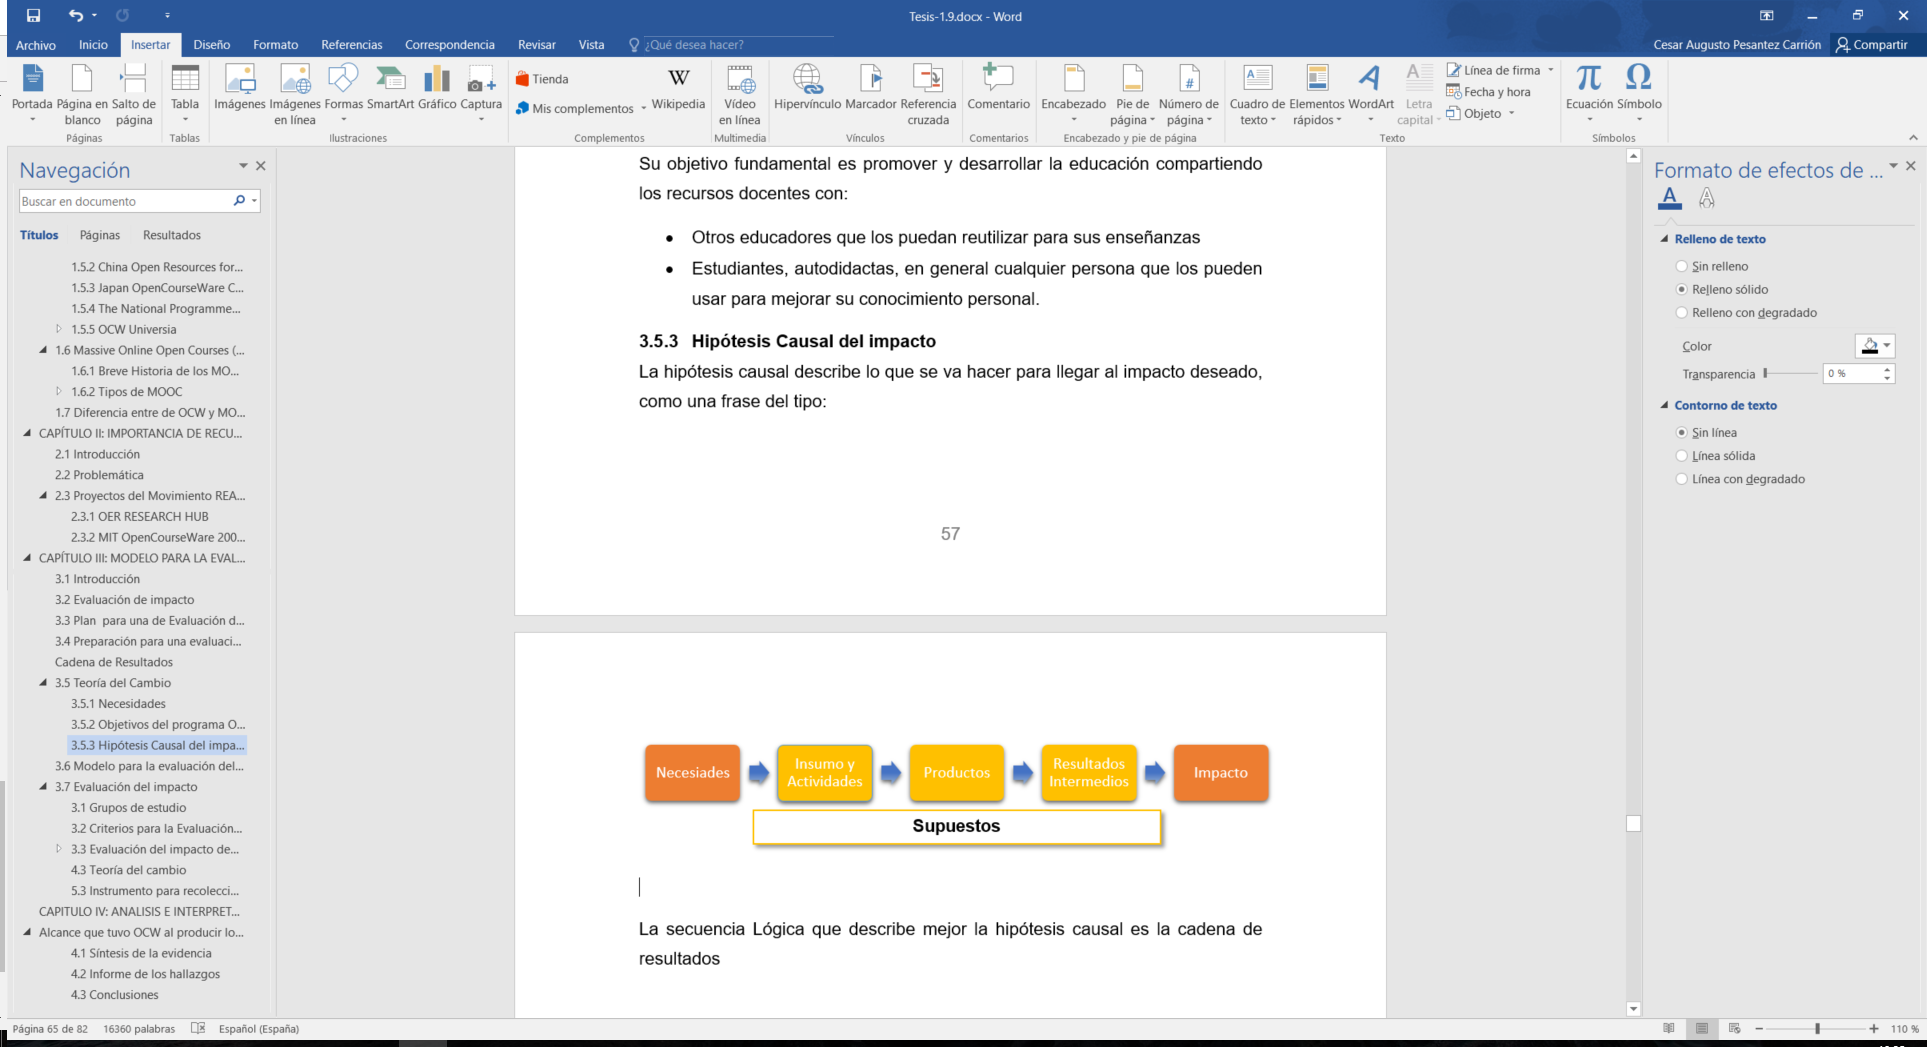 Tesis-1.9.docx - Word
Archivo Inicio Insertar Diseño Formato Referencias Correspondencia Revisar Vista ¿Qué desea hacer? Cesar Augusto Pesantez Carrión Compartir
Portada Página en blanco Salto de página
Páginas
Tabla
Tablas
Imágenes Imágenes en línea Formas SmartArt Gráfico Captura
Ilustraciones
Tienda
Mis complementos
W Wikipedia
Complementos
Vídeo en línea
Multimedia
Hipervínculo Marcador Referencia cruzada
Vínculos
Comentario
Comentarios
Encabezado Pie de página Número de página
Encabezado y pie de página
Cuadro de texto Elementos rápidos WordArt Letra capital
Línea de firma
Fecha y hora
Objeto
Texto
π Ω
Ecuación Símbolo
Símbolos
Navegación
Buscar en documento
Títulos Páginas Resultados
1.5.2 China Open Resources for...
1.5.3 Japan OpenCourseWare C...
1.5.4 The National Programme...
1.5.5 OCW Universia
1.6 Massive Online Open Courses (...
1.6.1 Breve Historia de los MO...
1.6.2 Tipos de MOOC
1.7 Diferencia entre de OCW y MO...
CAPÍTULO II: IMPORTANCIA DE RECU...
2.1 Introducción
2.2 Problemática
2.3 Proyectos del Movimiento REA...
2.3.1 OER RESEARCH HUB
2.3.2 MIT OpenCourseWare 200...
CAPÍTULO III: MODELO PARA LA EVAL...
3.1 Introducción
3.2 Evaluación de impacto
3.3 Plan  para una de Evaluación d...
3.4 Preparación para una evaluaci...
Cadena de Resultados
3.5 Teoría del Cambio
3.5.1 Necesidades
3.5.2 Objetivos del programa O...
3.5.3 Hipótesis Causal del impa...
3.6 Modelo para la evaluación del...
3.7 Evaluación del impacto
3.1 Grupos de estudio
3.2 Criterios para la Evaluación...
3.3 Evaluación del impacto de...
4.3 Teoría del cambio
5.3 Instrumento para recolecci...
CAPITULO IV: ANALISIS E INTERPRET...
Alcance que tuvo OCW al producir lo...
4.1 Síntesis de la evidencia
4.2 Informe de los hallazgos
4.3 Conclusiones
Su objetivo fundamental es promover y desarrollar la educación compartiendo
los recursos docentes con:
• Otros educadores que los puedan reutilizar para sus enseñanzas
• Estudiantes, autodidactas, en general cualquier persona que los pueden
usar para mejorar su conocimiento personal.
3.5.3 Hipótesis Causal del impacto
La hipótesis causal describe lo que se va hacer para llegar al impacto deseado,
como una frase del tipo:
57
Necesiades
Insumo y Actividades
Productos
Resultados Intermedios
Impacto
Supuestos
La secuencia Lógica que describe mejor la hipótesis causal es la cadena de
resultados
Formato de efectos de ...
A A
Relleno de texto
Sin relleno
Relleno sólido
Relleno con degradado
Color
Transparencia 0 %
Contorno de texto
Sin línea
Línea sólida
Línea con degradado
Página 65 de 82 16360 palabras Español (España) 110 %